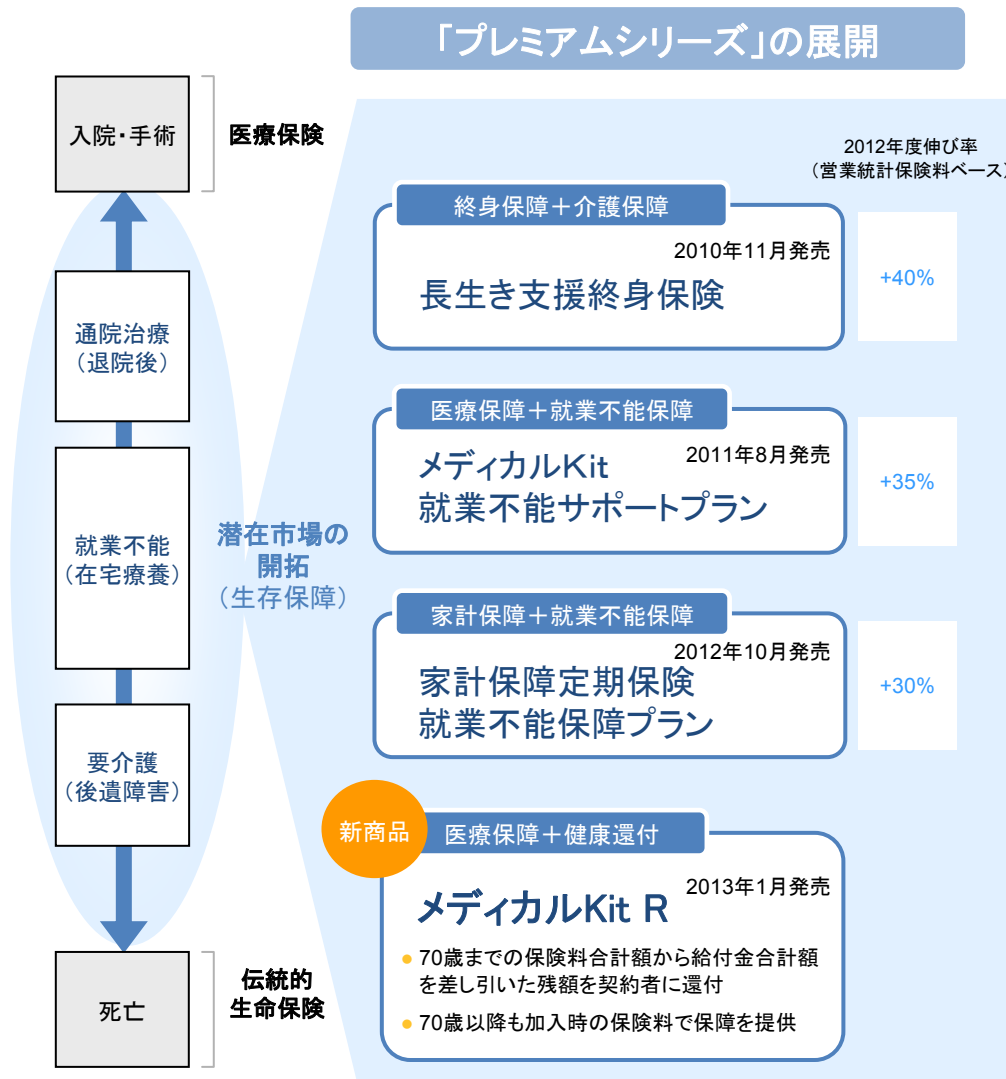 「プレミアムシリーズ」の展開
入院・手術
医療保険
通院治療
（退院後）
就業不能
（在宅療養）
要介護
（後遺障害）
死亡
伝統的
生命保険
潜在市場の
開拓
（生存保障）
2012年度伸び率
（営業統計保険料ベース）
終身保障＋介護保障
2010年11月発売
長生き支援終身保険
+40%
医療保障＋就業不能保障
2011年8月発売
メディカルKit
就業不能サポートプラン
+35%
家計保障＋就業不能保障
2012年10月発売
家計保障定期保険
就業不能保障プラン
+30%
新商品
医療保障＋健康還付
2013年1月発売
メディカルKit R
● 70歳までの保険料合計額から給付金合計額
を差し引いた残額を契約者に還付
● 70歳以降も加入時の保険料で保障を提供